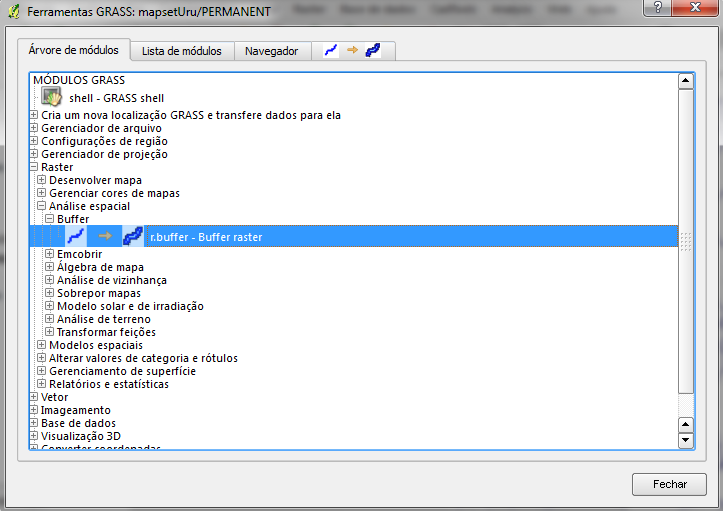 Ferramentas GRASS: mapsetUru/PERMANENT
Árvore de módulos
Lista de módulos
Navegador
MÓDULOS GRASS
shell - GRASS shell
Cria um nova localização GRASS e transfere dados para ela
Gerenciador de arquivo
Configurações de região
Gerenciador de projeção
Raster
Desenvolver mapa
Gerenciar cores de mapas
Análise espacial
Buffer
r.buffer - Buffer raster
Emcobrir
Álgebra de mapa
Análise de vizinhança
Sobrepor mapas
Modelo solar e de irradiação
Análise de terreno
Transformar feições
Modelos espaciais
Alterar valores de categoria e rótulos
Gerenciamento de superfície
Relatórios e estatísticas
Vetor
Imageamento
Base de dados
Visualização 3D
Converter coordenadas
Fechar